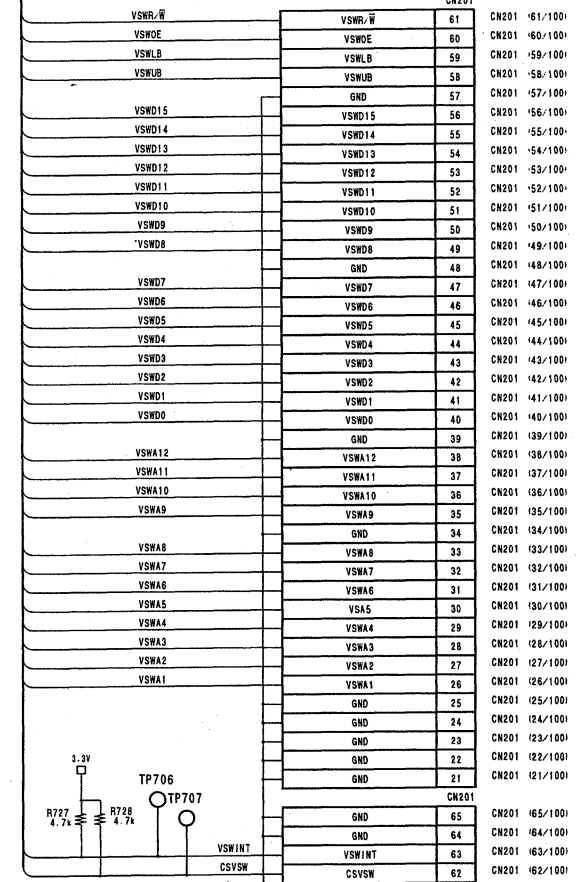 CN201
VSWR/W̅ VSWR/W̅ 61 CN201 (61/100)
VSWOE VSWOE 60 CN201 (60/100)
VSWLB VSWLB 59 CN201 (59/100)
VSWUB VSWUB 58 CN201 (58/100)
GND 57 CN201 (57/100)
VSWD15 VSWD15 56 CN201 (56/100)
VSWD14 VSWD14 55 CN201 (55/100)
VSWD13 VSWD13 54 CN201 (54/100)
VSWD12 VSWD12 53 CN201 (53/100)
VSWD11 VSWD11 52 CN201 (52/100)
VSWD10 VSWD10 51 CN201 (51/100)
VSWD9 VSWD9 50 CN201 (50/100)
VSWD8 VSWD8 49 CN201 (49/100)
GND 48 CN201 (48/100)
VSWD7 VSWD7 47 CN201 (47/100)
VSWD6 VSWD6 46 CN201 (46/100)
VSWD5 VSWD5 45 CN201 (45/100)
VSWD4 VSWD4 44 CN201 (44/100)
VSWD3 VSWD3 43 CN201 (43/100)
VSWD2 VSWD2 42 CN201 (42/100)
VSWD1 VSWD1 41 CN201 (41/100)
VSWD0 VSWD0 40 CN201 (40/100)
GND 39 CN201 (39/100)
VSWA12 VSWA12 38 CN201 (38/100)
VSWA11 VSWA11 37 CN201 (37/100)
VSWA10 VSWA10 36 CN201 (36/100)
VSWA9 VSWA9 35 CN201 (35/100)
GND 34 CN201 (34/100)
VSWA8 VSWA8 33 CN201 (33/100)
VSWA7 VSWA7 32 CN201 (32/100)
VSWA6 VSWA6 31 CN201 (31/100)
VSWA5 VSA5 30 CN201 (30/100)
VSWA4 VSWA4 29 CN201 (29/100)
VSWA3 VSWA3 28 CN201 (28/100)
VSWA2 VSWA2 27 CN201 (27/100)
VSWA1 VSWA1 26 CN201 (26/100)
GND 25 CN201 (25/100)
GND 24 CN201 (24/100)
GND 23 CN201 (23/100)
GND 22 CN201 (22/100)
GND 21 CN201 (21/100)
3.3V
TP706
TP707
R727 4.7k
R728 4.7k
CN201
GND 65 CN201 (65/100)
GND 64 CN201 (64/100)
VSWINT VSWINT 63 CN201 (63/100)
CSVSW CSVSW 62 CN201 (62/100)